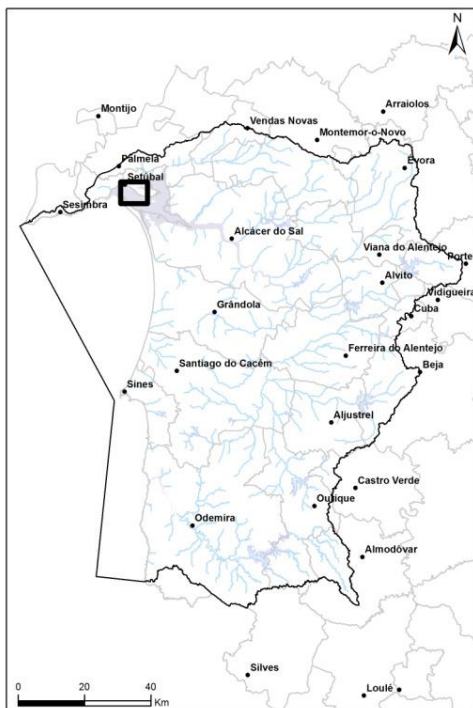 N
Montijo
Arraiolos
Vendas Novas
Montemor-o-Novo
Palmela
Évora
Setúbal
Sesimbra
Alcácer do Sal
Viana do Alentejo
Porte
Alvito
Vidigueira
Grândola
Cuba
Ferreira do Alentejo
Santiago do Cacém
Beja
Sines
Aljustrel
Castro Verde
Ourique
Odemira
Almodôvar
Silves
Loulé
0 20 40
Km